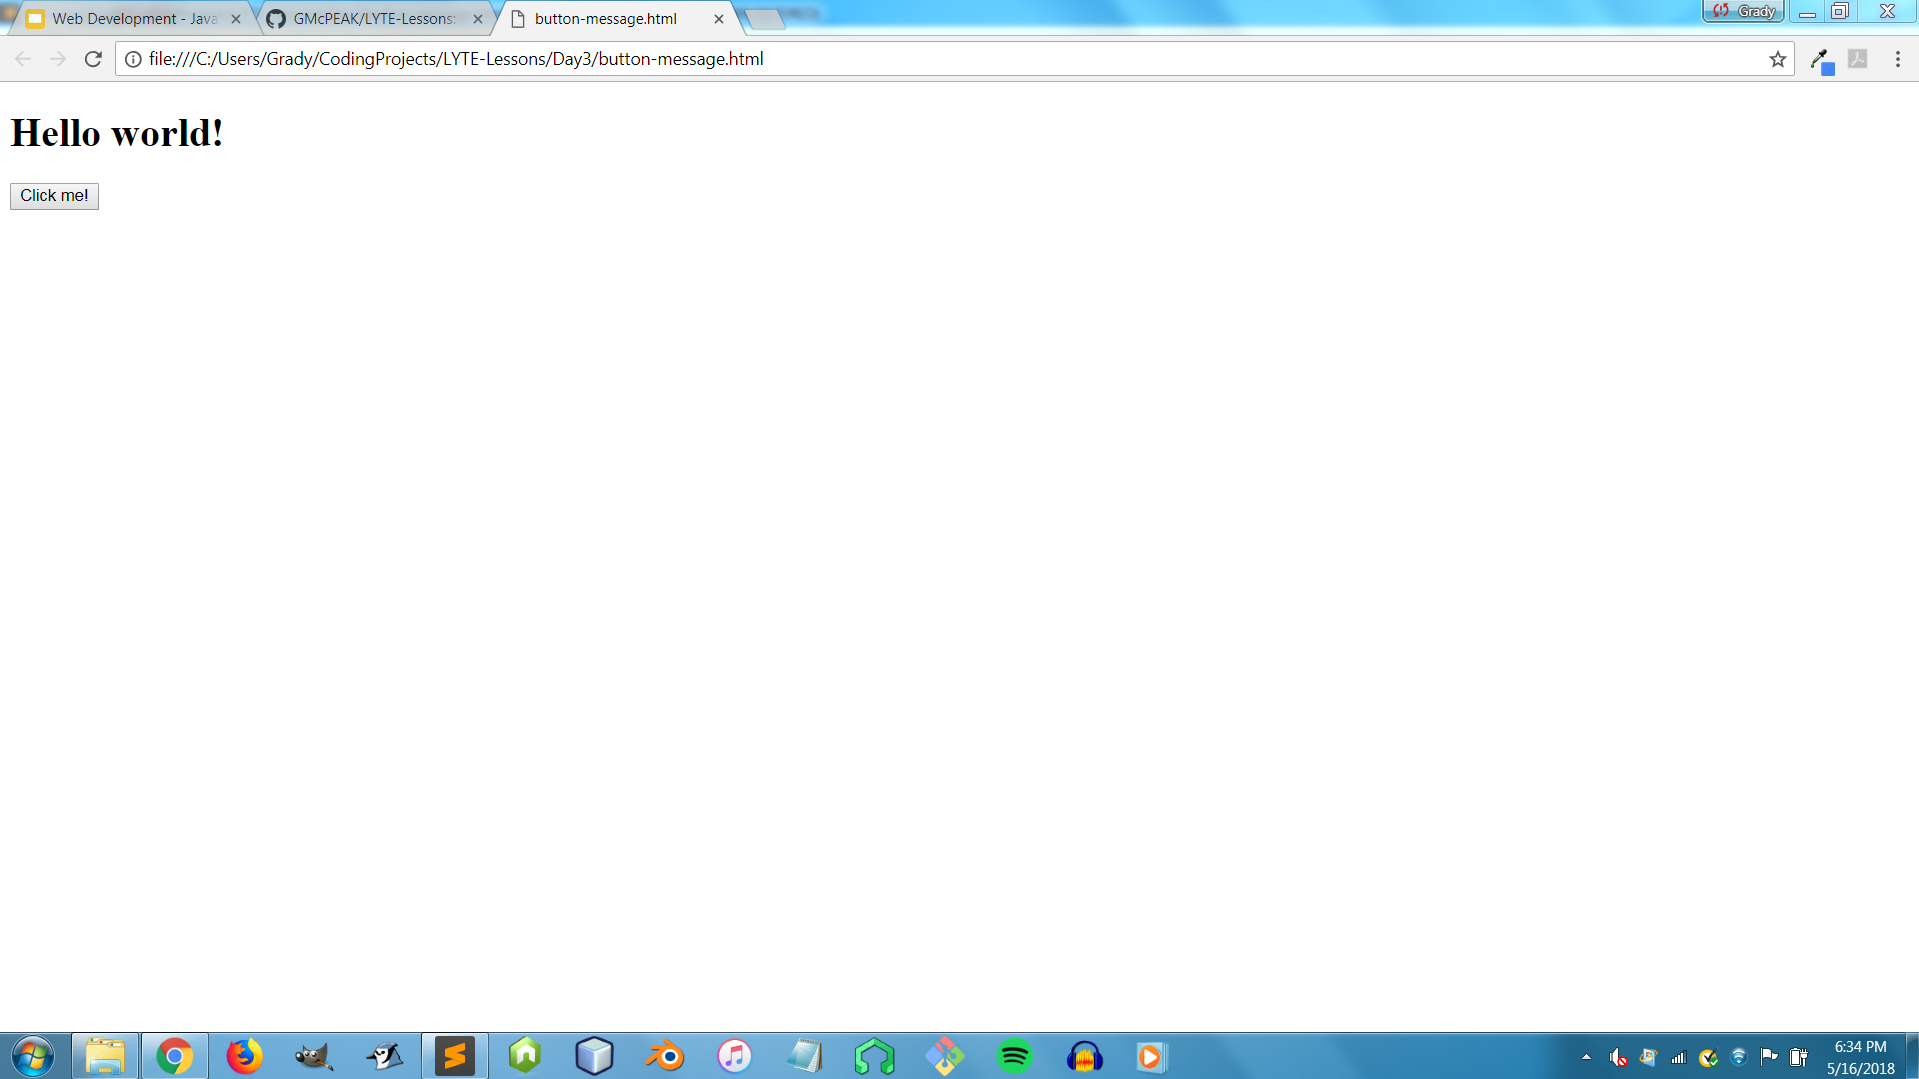 Web Development - Java
GMcPEAK/LYTE-Lessons:
button-message.html
Grady
file:///C:/Users/Grady/CodingProjects/LYTE-Lessons/Day3/button-message.html
Hello world!
Click me!
6:34 PM
5/16/2018